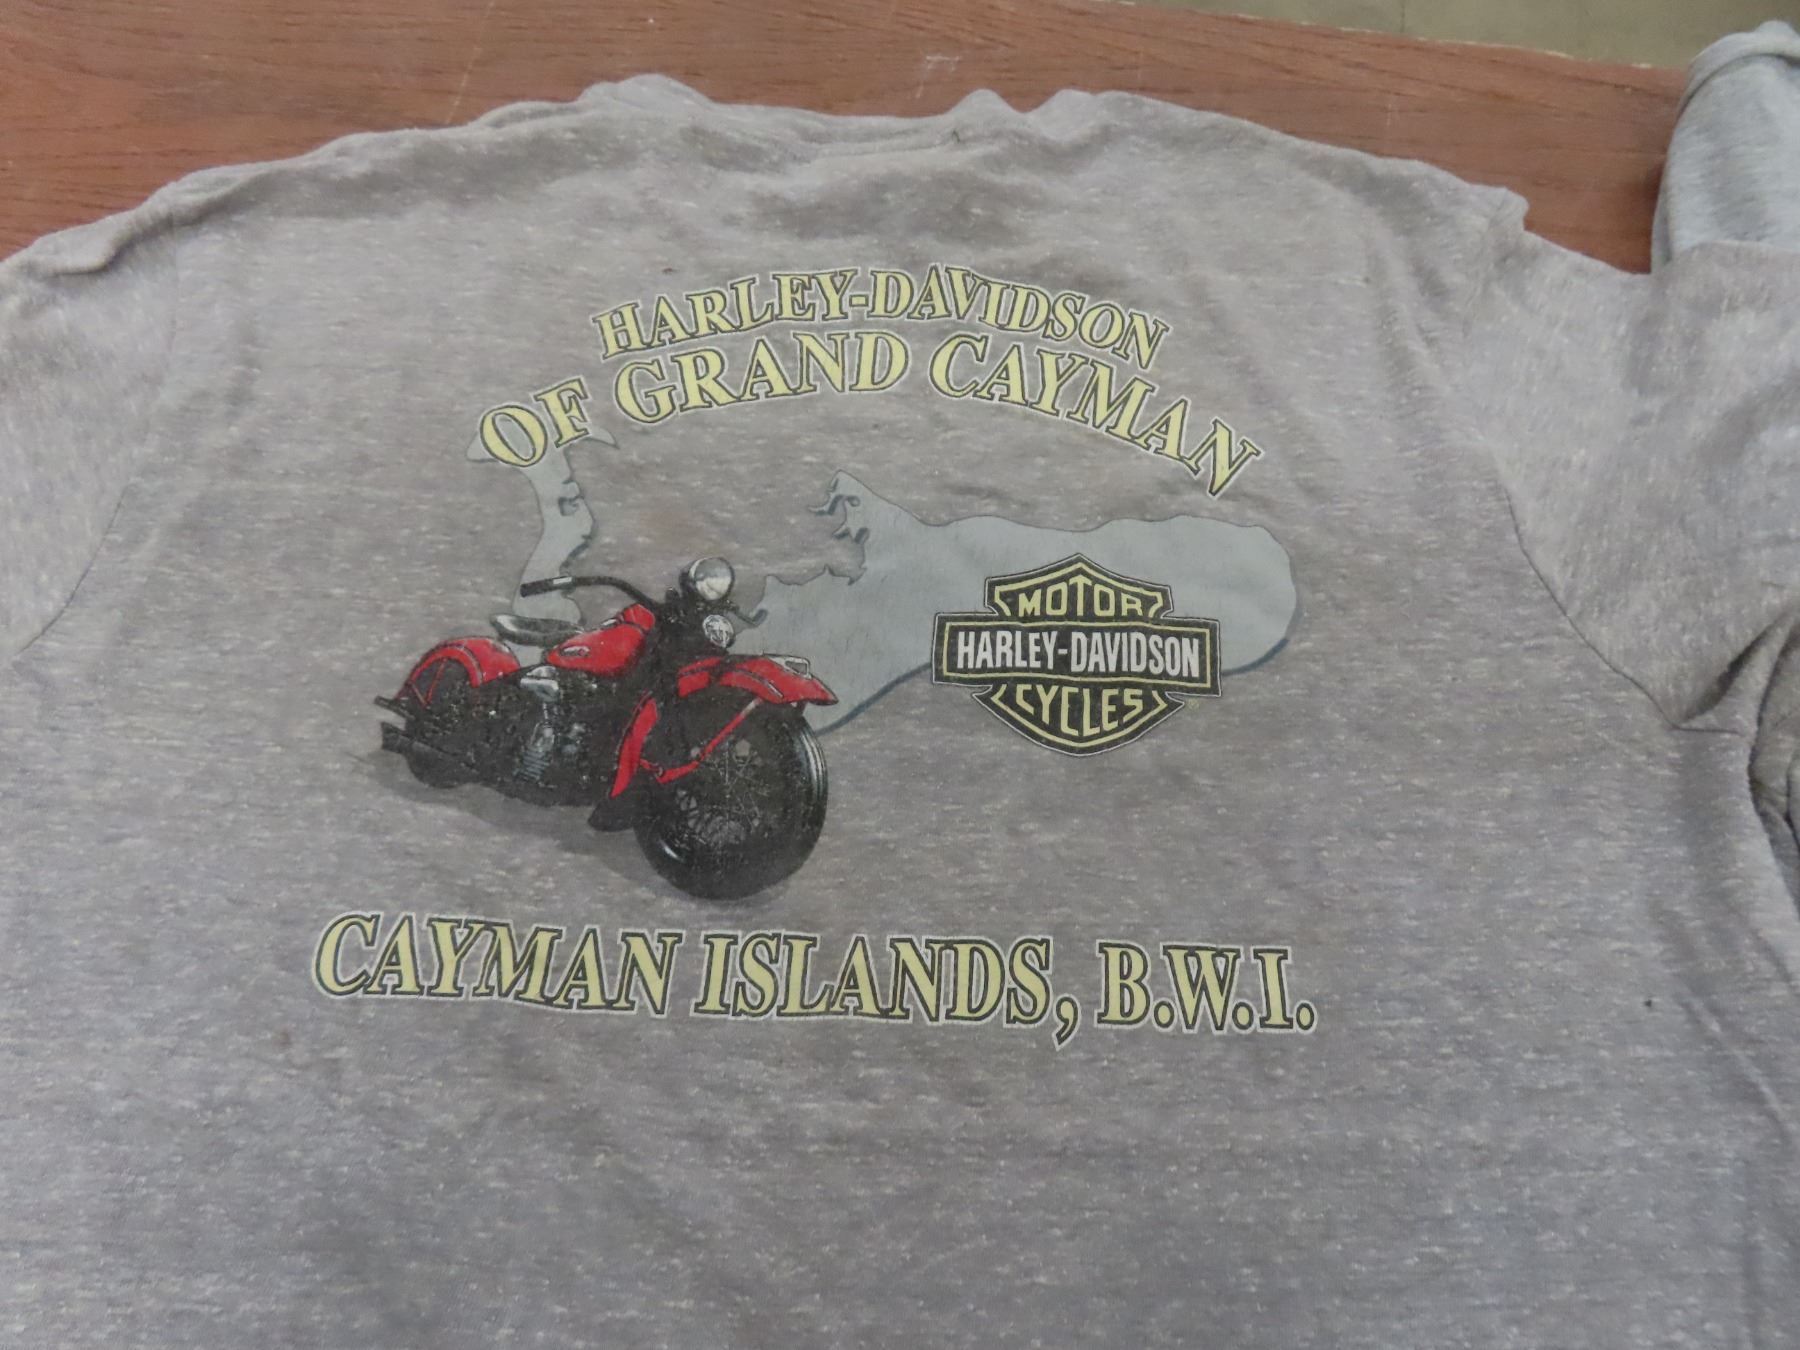 HARLEY-DAVIDSON
OF GRAND CAYMAN
MOTOR
HARLEY-DAVIDSON
CYCLES
®
CAYMAN ISLANDS, B.W.I.